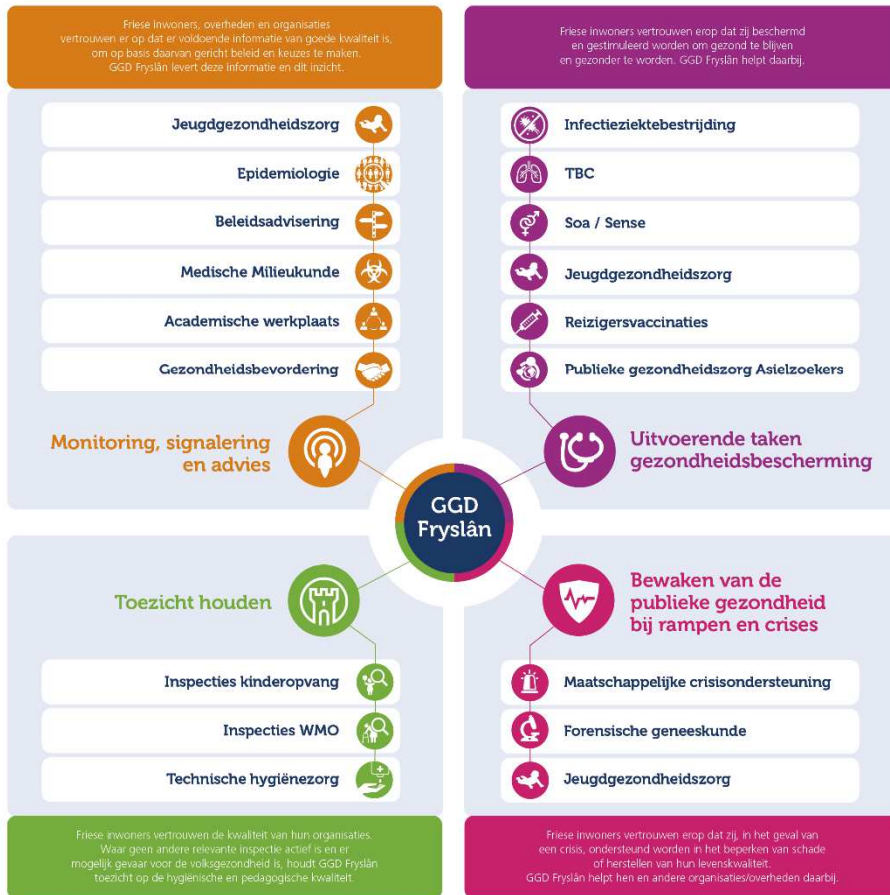 Friese inwoners, overheden en organisaties
vertrouwen er op dat er voldoende informatie van goede kwaliteit is,
om op basis daarvan gericht beleid en keuzes te maken.
GGD Fryslân levert deze informatie en dit inzicht.
Jeugdgezondheidszorg
Epidemiologie
Beleidsadvisering
Medische Milieukunde
Academische werkplaats
Gezondheidsbevordering
Monitoring, signalering
en advies
Friese inwoners vertrouwen erop dat zij beschermd
en gestimuleerd worden om gezond te blijven
en gezonder te worden. GGD Fryslân helpt daarbij.
Infectieziektebestrijding
TBC
Soa / Sense
Jeugdgezondheidszorg
Reizigersvaccinaties
Publieke gezondheidszorg Asielzoekers
Uitvoerende taken
gezondheidsbescherming
GGD
Fryslân
Toezicht houden
Inspecties kinderopvang
Inspecties WMO
Technische hygiënezorg
Friese inwoners vertrouwen de kwaliteit van hun organisaties.
Waar geen andere relevante inspectie actief is en er
mogelijk gevaar voor de volksgezondheid is, houdt GGD Fryslân
toezicht op de hygiënische en pedagogische kwaliteit.
Bewaken van de
publieke gezondheid
bij rampen en crises
Maatschappelijke crisisondersteuning
Forensische geneeskunde
Jeugdgezondheidszorg
Friese inwoners vertrouwen erop dat zij, in het geval van
een crisis, ondersteund worden in het beperken van schade
of herstellen van hun levenskwaliteit.
GGD Fryslân helpt hen en andere organisaties/overheden daarbij.